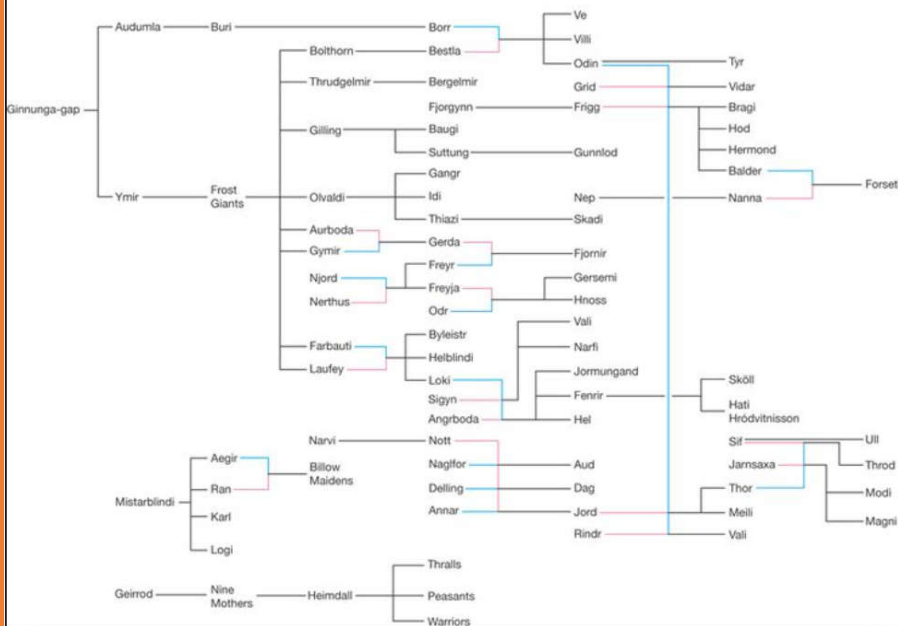 Ve
Audumla Buri Borr
Villi
Bolthorn Bestla
Odin Tyr
Thrudgelmir Bergelmir Grid Vidar
Ginnunga-gap Fjorgynn Frigg Bragi
Gilling Baugi Hod
Suttung Gunnlod Hermond
Gangr Balder
Forset
Ymir Frost
Giants
Olvaldi Idi Nep Nanna
Thiazi Skadi
Aurboda Gerda
Gymir Fjornir
Freyr
Njord Gersemi
Freyja
Nerthus Hnoss
Odr
Vali
Byleistr
Farbauti Narfi
Helblindi
Laufey Jormungand
Loki Sköll
Sigyn Fenrir
Hati
Hródvitnisson
Angrboda Hel
Narvi Nott Sif Ull
Aegir
Billow
Maidens
Naglfor Aud Jarnsaxa Throd
Ran Delling Dag Thor
Mistarblindi Modi
Karl Annar Jord Meili
Magni
Rindr Vali
Logi
Thralls
Geirrod Nine
Mothers
Heimdall Peasants
Warriors